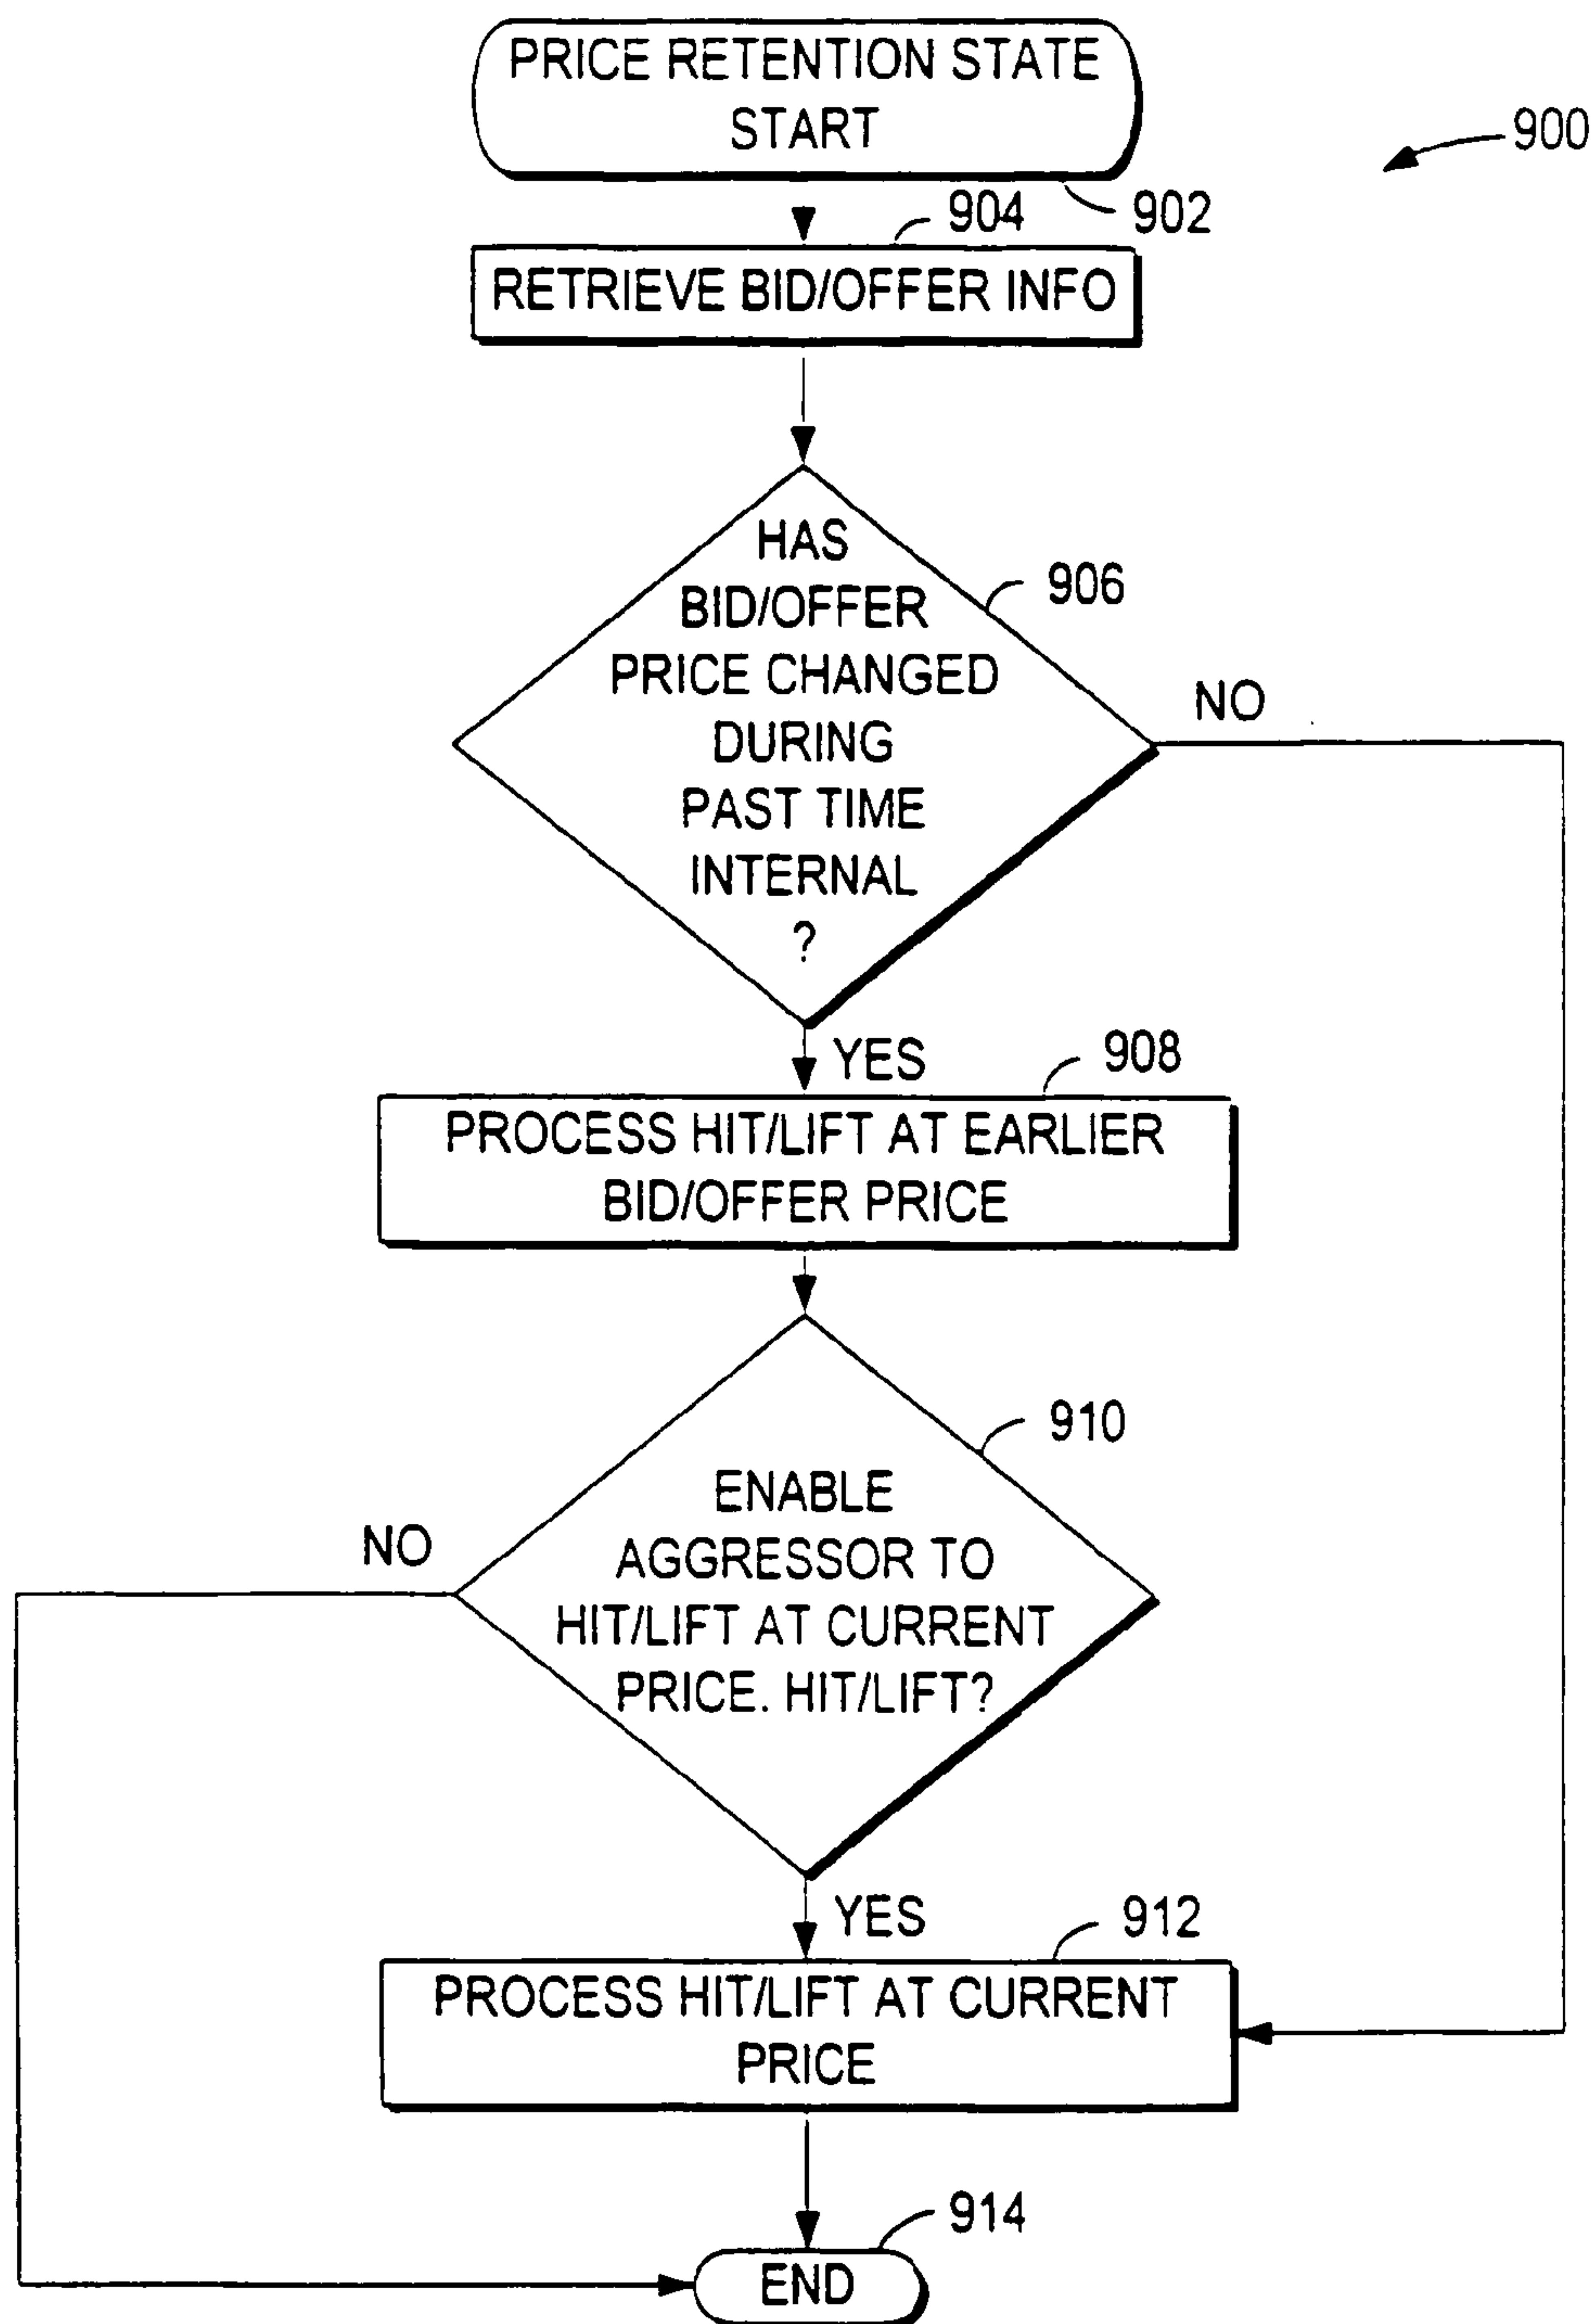 PRICE RETENTION STATE
START
900
902
904
RETRIEVE BID/OFFER INFO
HAS
BID/OFFER
PRICE CHANGED
DURING
PAST TIME
INTERNAL
?
906
NO
YES
908
PROCESS HIT/LIFT AT EARLIER
BID/OFFER PRICE
910
ENABLE
AGGRESSOR TO
HIT/LIFT AT CURRENT
PRICE. HIT/LIFT?
NO
YES
912
PROCESS HIT/LIFT AT CURRENT
PRICE
914
END